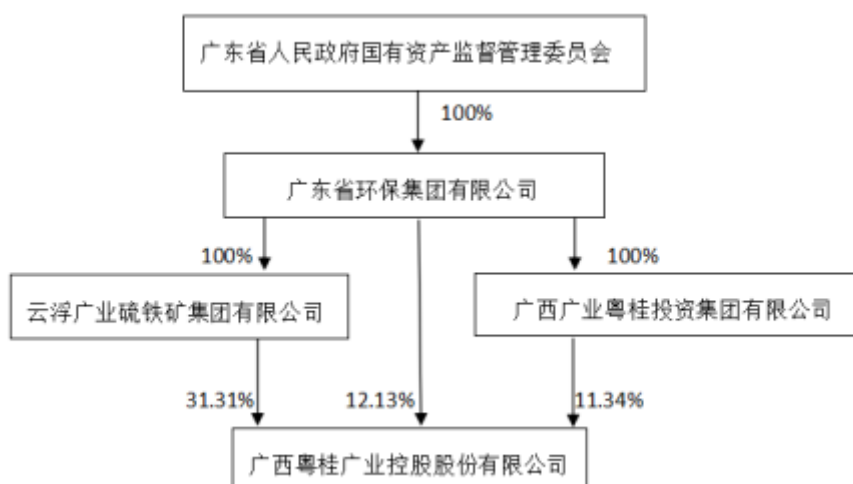 广东省人民政府国有资产监督管理委员会
100%
广东省环保集团有限公司
100%
100%
云浮广业硫铁矿集团有限公司
广西广业粤桂投资集团有限公司
31.31%
12.13%
11.34%
广西粤桂广业控股股份有限公司